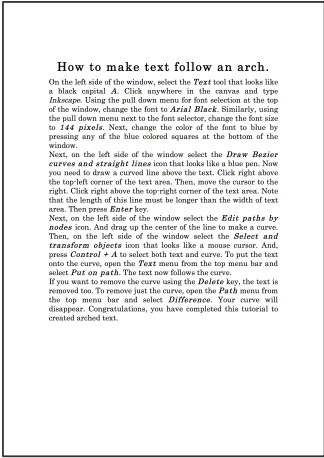 How to make text follow an arch.
On the left side of the window, select the Text tool that looks like
a black capital A. Click anywhere in the canvas and type
Inkscape. Using the pull down menu for font selection at the top
of the window, change the font to Arial Black. Similarly, using
the pull down menu next to the font selector, change the font size
to 144 pixels. Next, change the color of the font to blue by
pressing any of the blue colored squares at the bottom of the
window.
Next, on the left side of the window select the Draw Bezier
curves and straight lines icon that looks like a blue pen. Now
you need to draw a curved line above the text. Click right above
the top-left corner of the text area. Then, move the cursor to the
right. Click right above the top-right corner of the text area. Note
that the length of this line must be longer than the width of text
area. Then press Enter key.
Next, on the left side of the window select the Edit paths by
nodes icon. And drag up the center of the line to make a curve.
Then, on the left side of the window select the Select and
transform objects icon that looks like a mouse cursor. And,
press Control + A to select both text and curve. To put the text
onto the curve, open the Text menu from the top menu bar and
select Put on path. The text now follows the curve.
If you want to remove the curve using the Delete key, the text is
removed too. To remove just the curve, open the Path menu from
the top menu bar and select Difference. Your curve will
disappear. Congratulations, you have completed this tutorial to
created arched text.